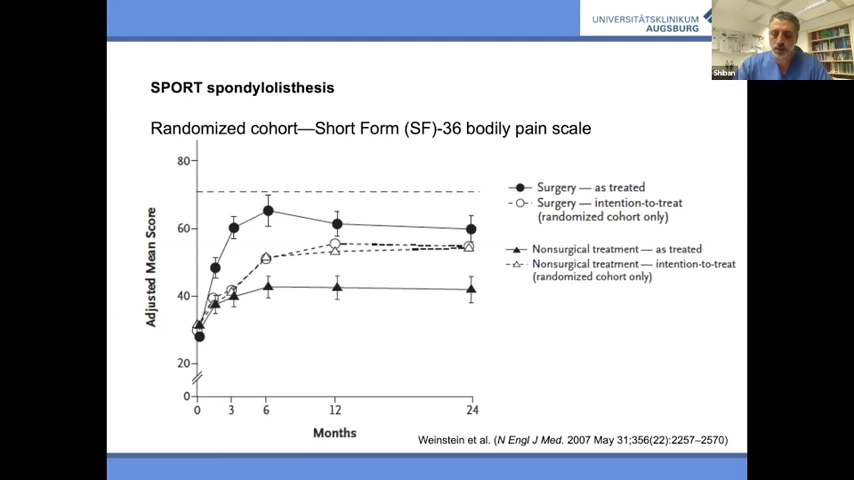 UNIVERSITÄTSKLINIKUM
AUGSBURG
Shiban
SPORT spondylolisthesis
Randomized cohort—Short Form (SF)-36 bodily pain scale
80
60
40
20
0
Adjusted Mean Score
0 3 6 12 24
Months
Surgery — as treated
Surgery — intention-to-treat
(randomized cohort only)
Nonsurgical treatment — as treated
Nonsurgical treatment — intention-to-treat
(randomized cohort only)
Weinstein et al. (N Engl J Med. 2007 May 31;356(22):2257–2570)